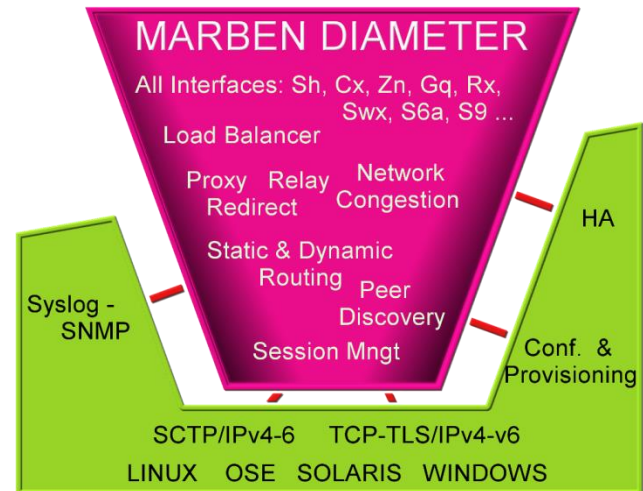 MARBEN DIAMETER
All Interfaces: Sh, Cx, Zn, Gq, Rx,
Swx, S6a, S9 ...
Load Balancer
Proxy Relay
Redirect
Network
Congestion
Static & Dynamic
Routing
Peer
Discovery
Session Mngt
Syslog -
SNMP
HA
Conf. &
Provisioning
SCTP/IPv4-6 TCP-TLS/IPv4-v6
LINUX OSE SOLARIS WINDOWS